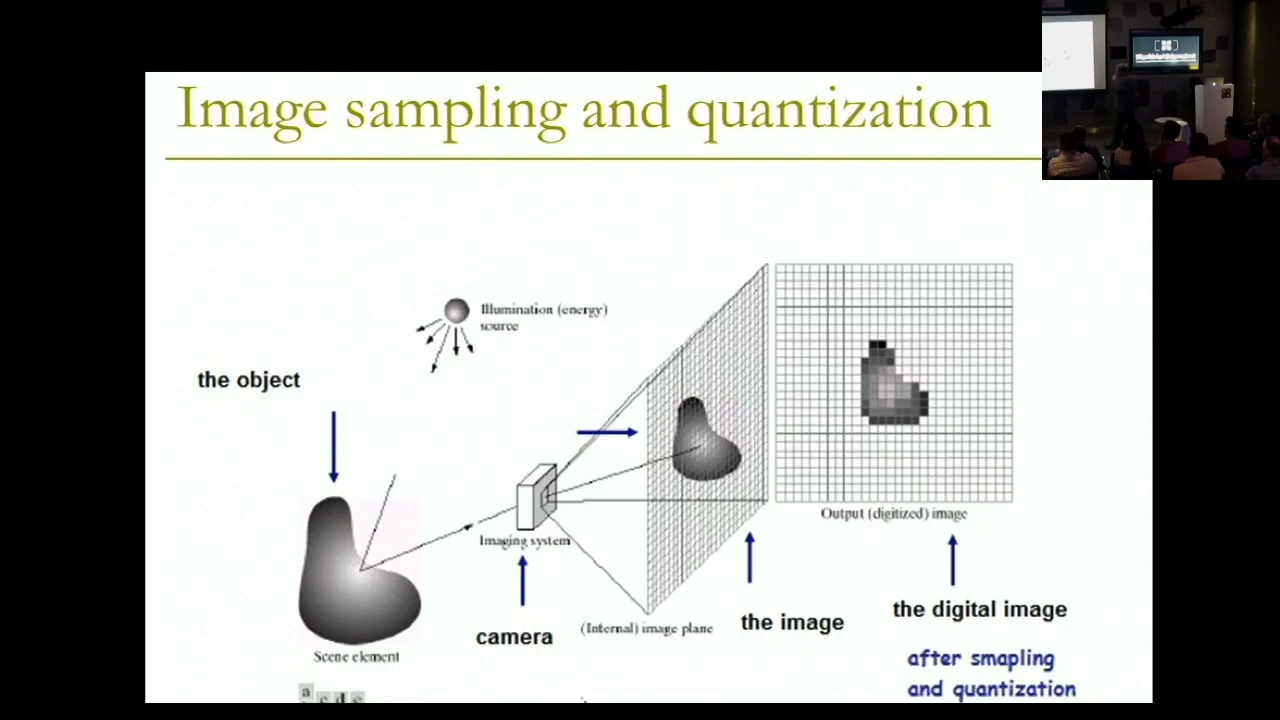 Image sampling and quantization
Illumination (energy)
source
the object
Output (digitized) image
Imaging system
the digital image
the image
camera
(Internal) image plane
Scene element
after smapling
and quantization
a
c d e